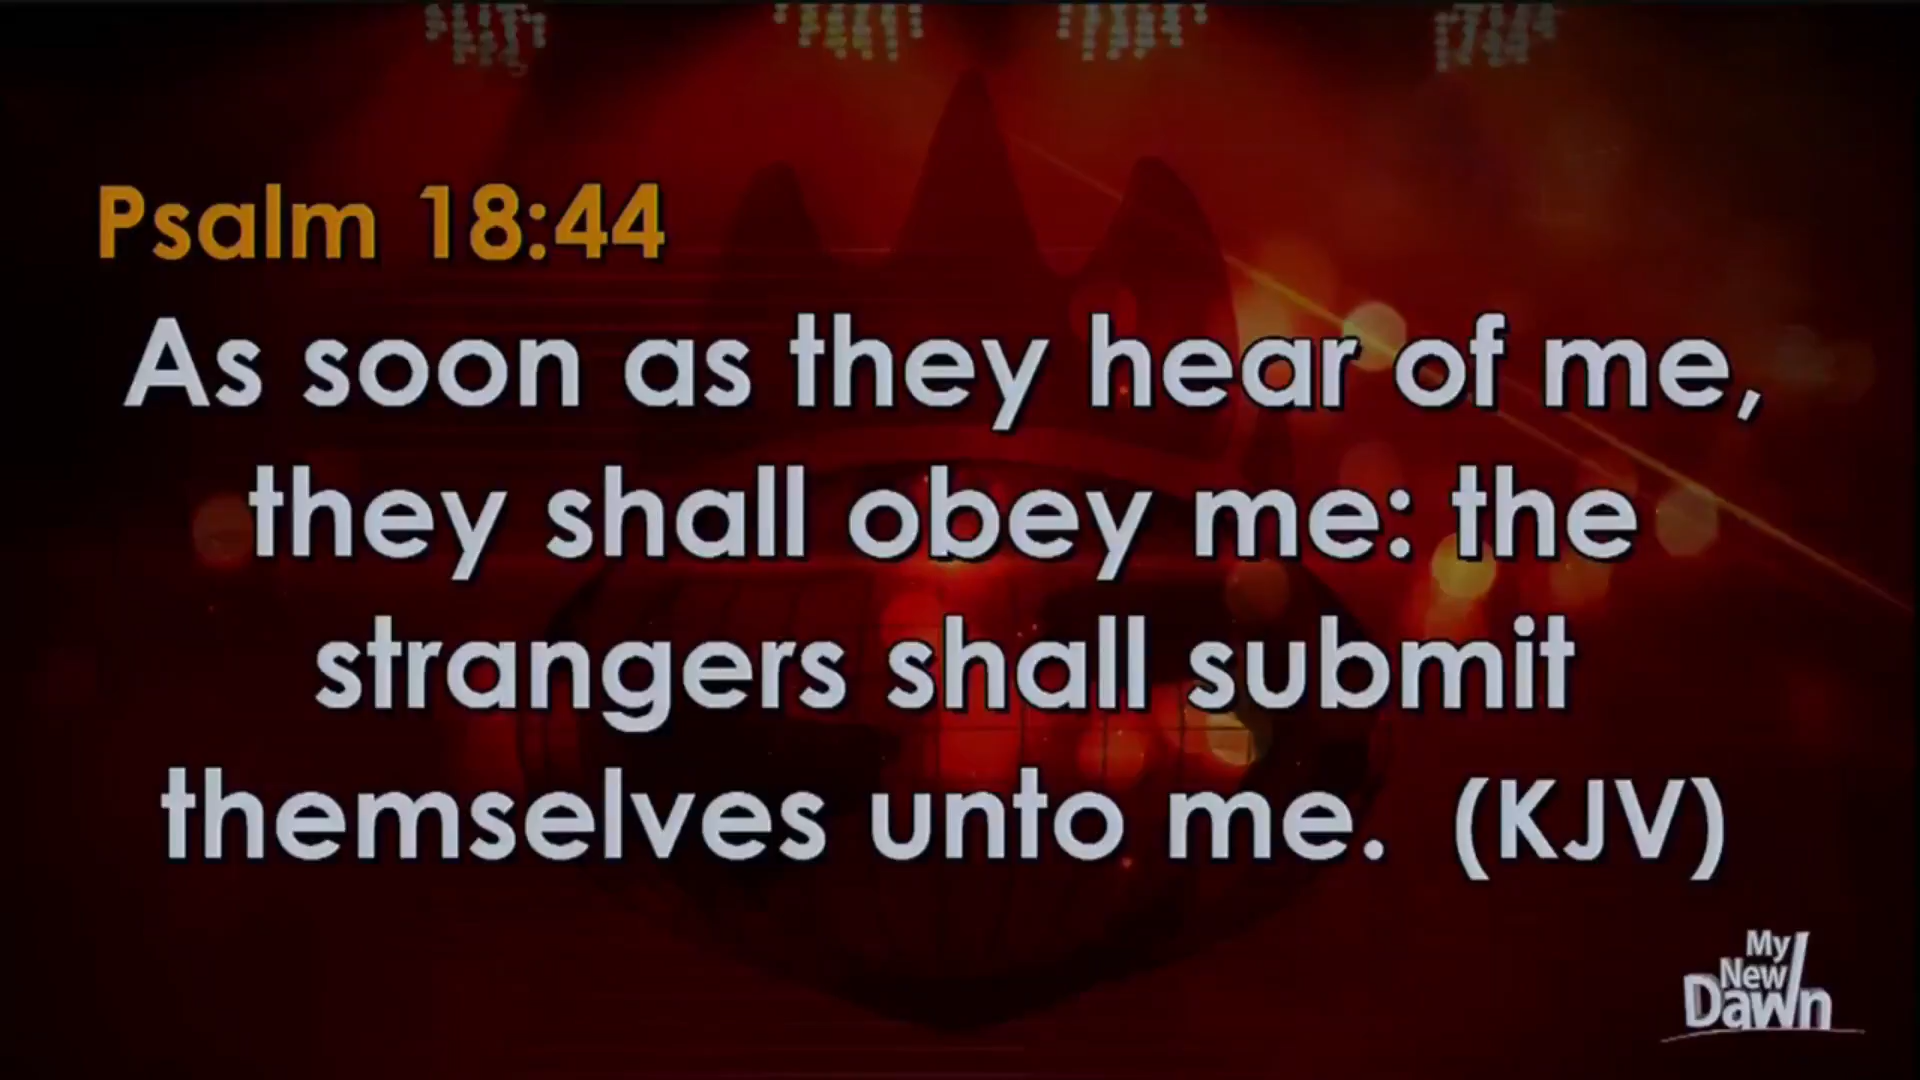 Psalm 18:44
As soon as they hear of me,
they shall obey me: the
strangers shall submit
themselves unto me. (KJV)
My
New
Dawn